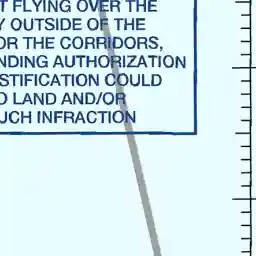 T FLYING OVER THE
Y OUTSIDE OF THE
OR THE CORRIDORS,
NDING AUTHORIZATION
STIFICATION COULD
O LAND AND/OR
UCH INFRACTION